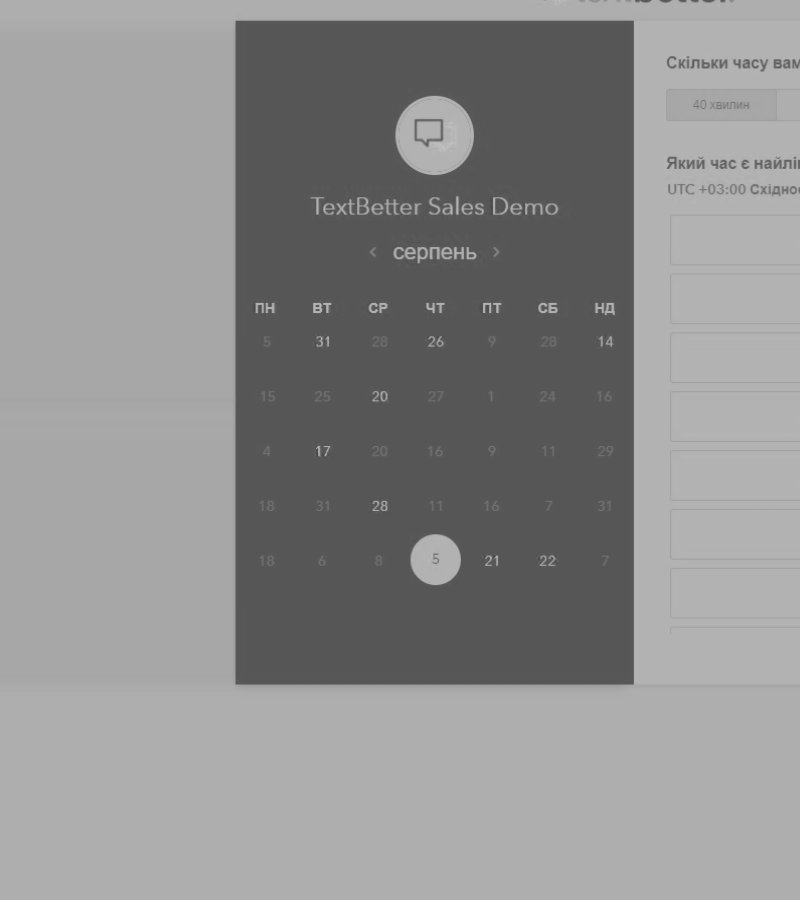 TextBetter Sales Demo
‹ серпень ›
ПН ВТ СР ЧТ ПТ СБ НД
5 31 28 26 9 28 14
15 25 20 27 1 24 16
4 17 20 16 9 11 29
18 31 28 11 16 7 31
18 6 8 5 21 22 7
Скільки часу вам
40 хвилин
Який час є
UTC +03:00